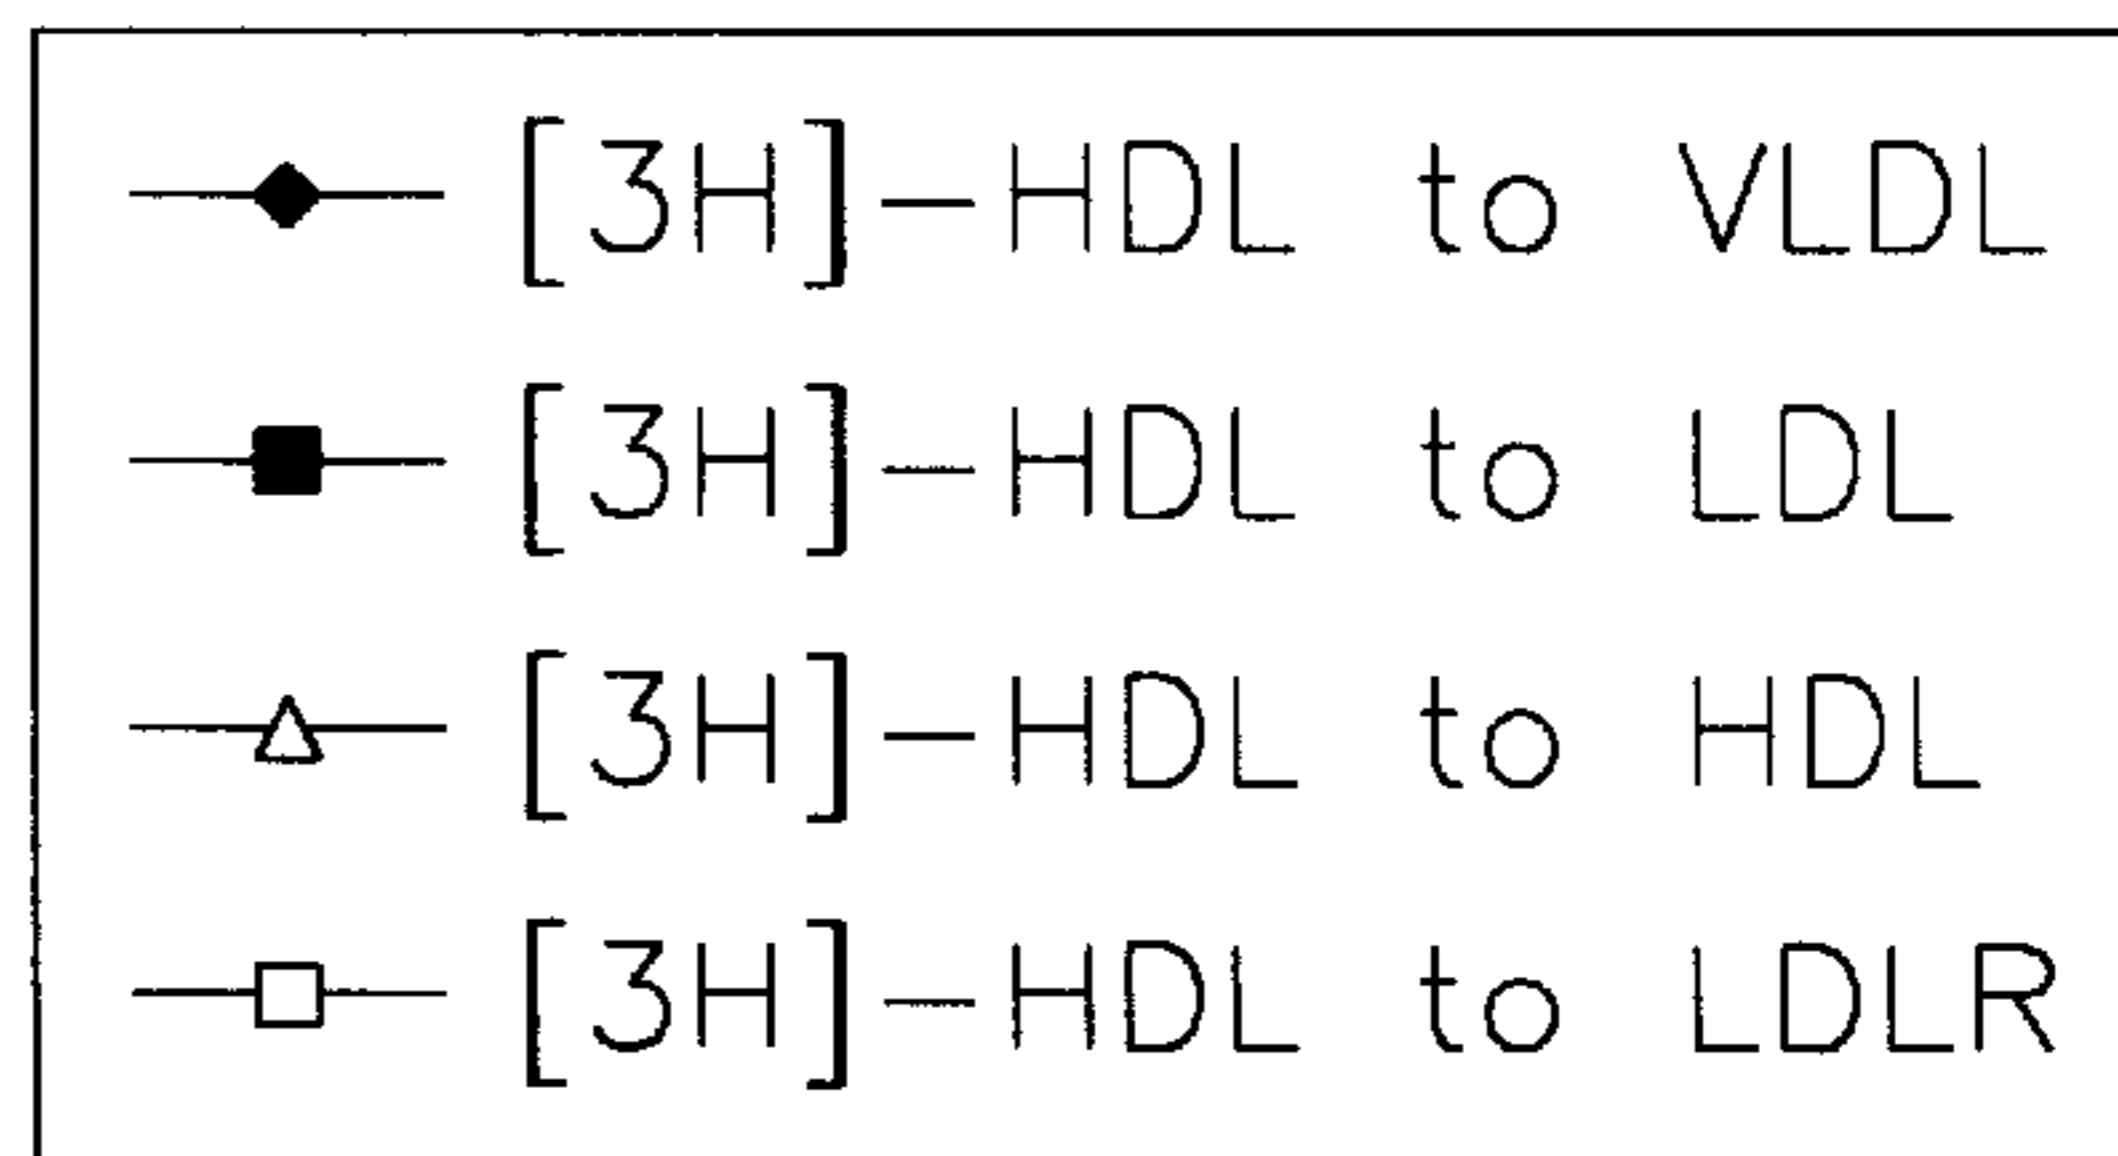 [3H]-HDL to VLDL
[3H]-HDL to LDL
[3H]-HDL to HDL
[3H]-HDL to LDLR